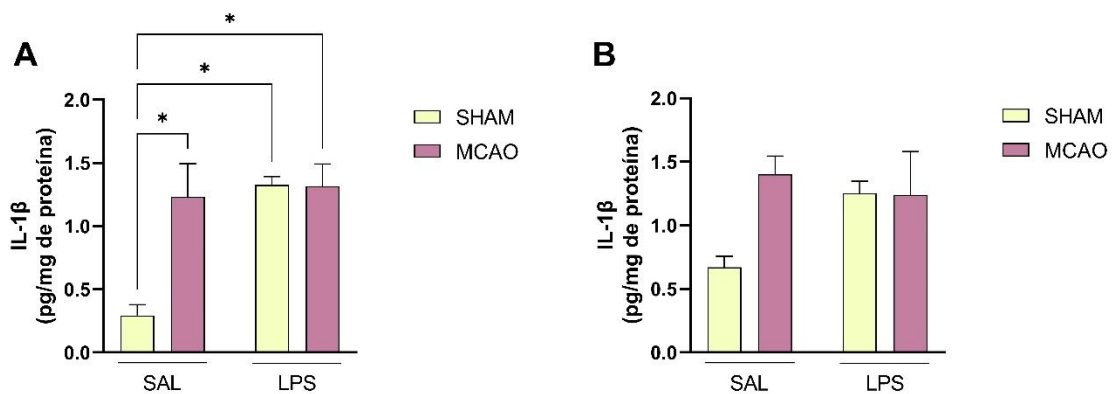 A
*
*
*
IL-1β
(pg/mg de proteína)
2.0
1.5
1.0
0.5
0.0
SAL
LPS
SHAM
MCAO
B
IL-1β
(pg/mg de proteína)
2.0
1.5
1.0
0.5
0.0
SAL
LPS
SHAM
MCAO